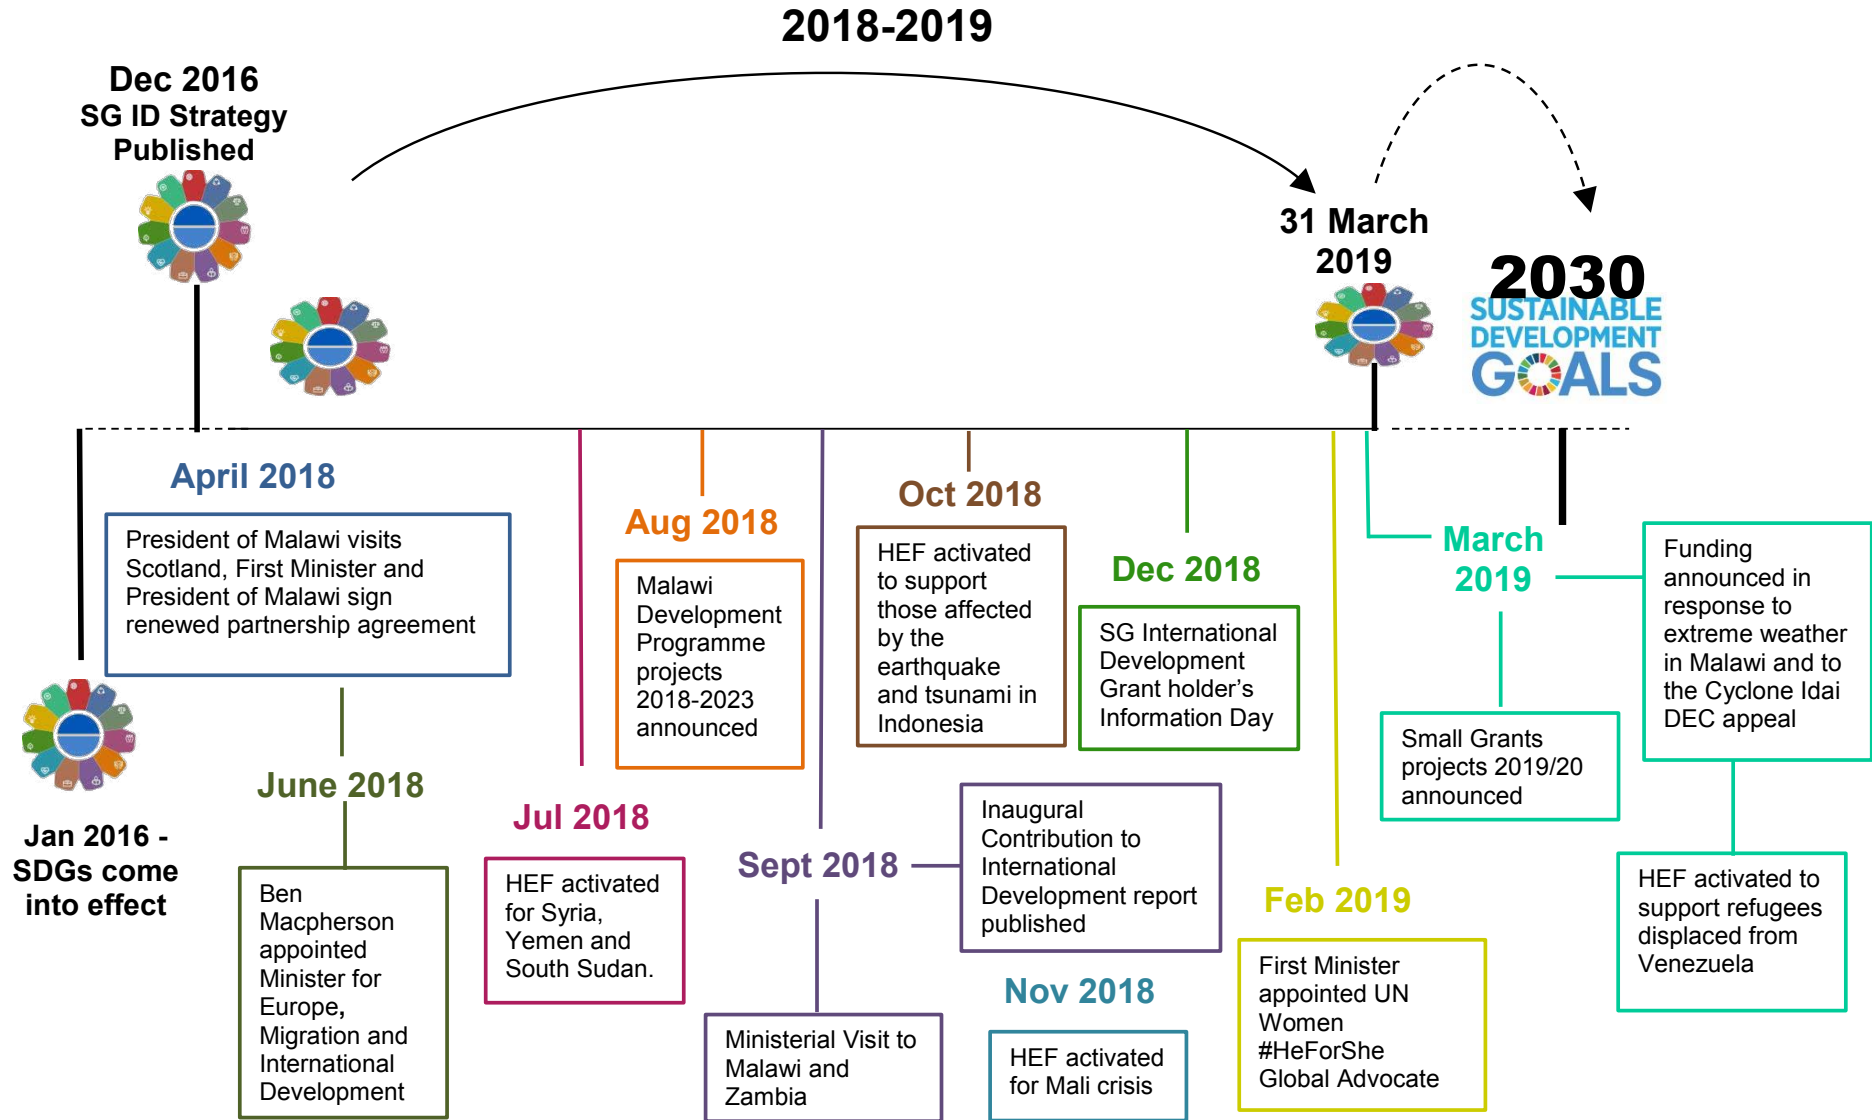 2018-2019
Dec 2016
SG ID Strategy
Published
31 March
2019
2030
SUSTAINABLE
DEVELOPMENT
GOALS
Jan 2016 -
SDGs come
into effect
April 2018
President of Malawi visits
Scotland, First Minister and
President of Malawi sign
renewed partnership agreement
June 2018
Ben
Macpherson
appointed
Minister for
Europe,
Migration and
International
Development
Jul 2018
HEF activated
for Syria,
Yemen and
South Sudan.
Aug 2018
Malawi
Development
Programme
projects
2018-2023
announced
Sept 2018
Inaugural
Contribution to
International
Development report
published
Ministerial Visit to
Malawi and
Zambia
Oct 2018
HEF activated
to support
those affected
by the
earthquake
and tsunami in
Indonesia
Nov 2018
HEF activated
for Mali crisis
Dec 2018
SG International
Development
Grant holder’s
Information Day
Feb 2019
First Minister
appointed UN
Women
#HeForShe
Global Advocate
March
2019
Small Grants
projects 2019/20
announced
Funding
announced in
response to
extreme weather
in Malawi and to
the Cyclone Idai
DEC appeal
HEF activated to
support refugees
displaced from
Venezuela